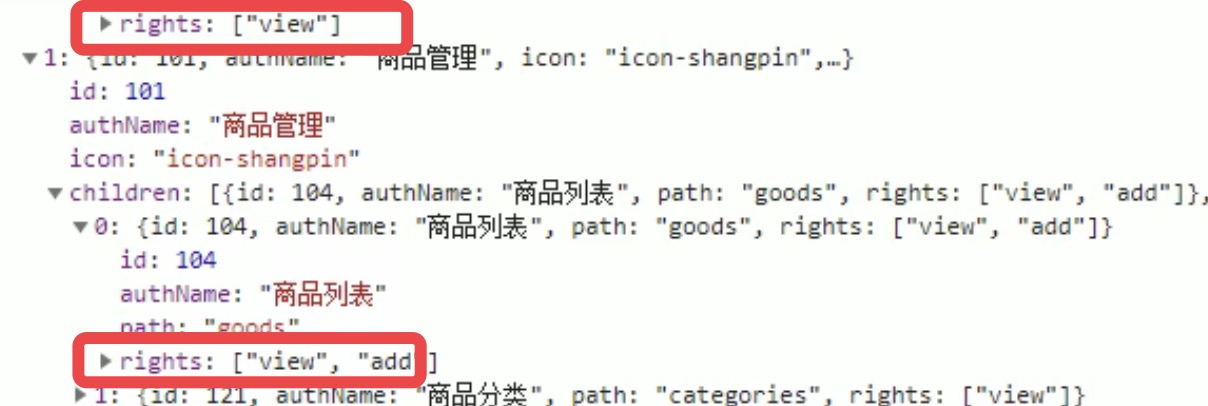 rights: ["view"]
1: {id: 101, authName: "商品管理", icon: "icon-shangpin",…}
id: 101
authName: "商品管理"
icon: "icon-shangpin"
children: [{id: 104, authName: "商品列表", path: "goods", rights: ["view", "add"]},
0: {id: 104, authName: "商品列表", path: "goods", rights: ["view", "add"]}
id: 104
authName: "商品列表"
path: "goods"
rights: ["view", "add"]
1: {id: 121, authName: "商品分类", path: "categories", rights: ["view"]}